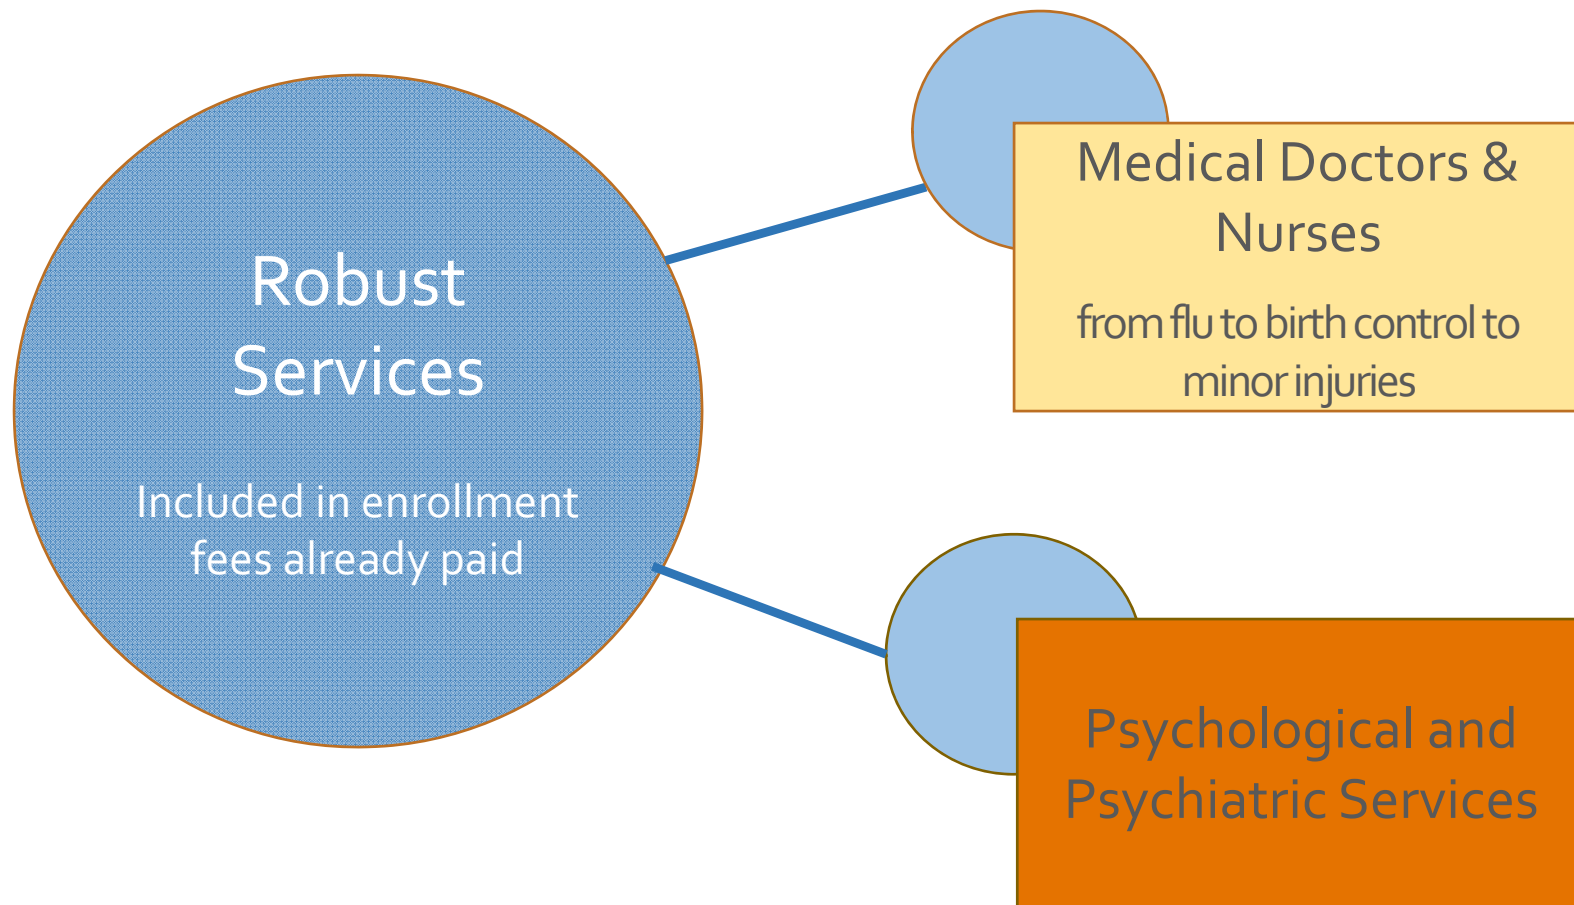 Robust
Services
Included in enrollment
fees already paid
Medical Doctors &
Nurses
from flu to birth control to
minor injuries
Psychological and
Psychiatric Services